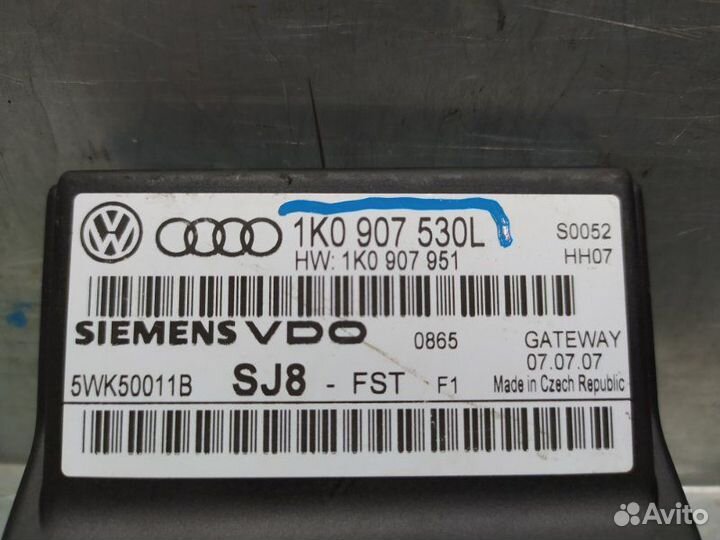 1K0 907 530L S0052
HW: 1K0 907 951 HH07
SIEMENS VDO 0865 GATEWAY
07.07.07
5WK50011B SJ8 - FST F1 Made in Czech Republic
Avito